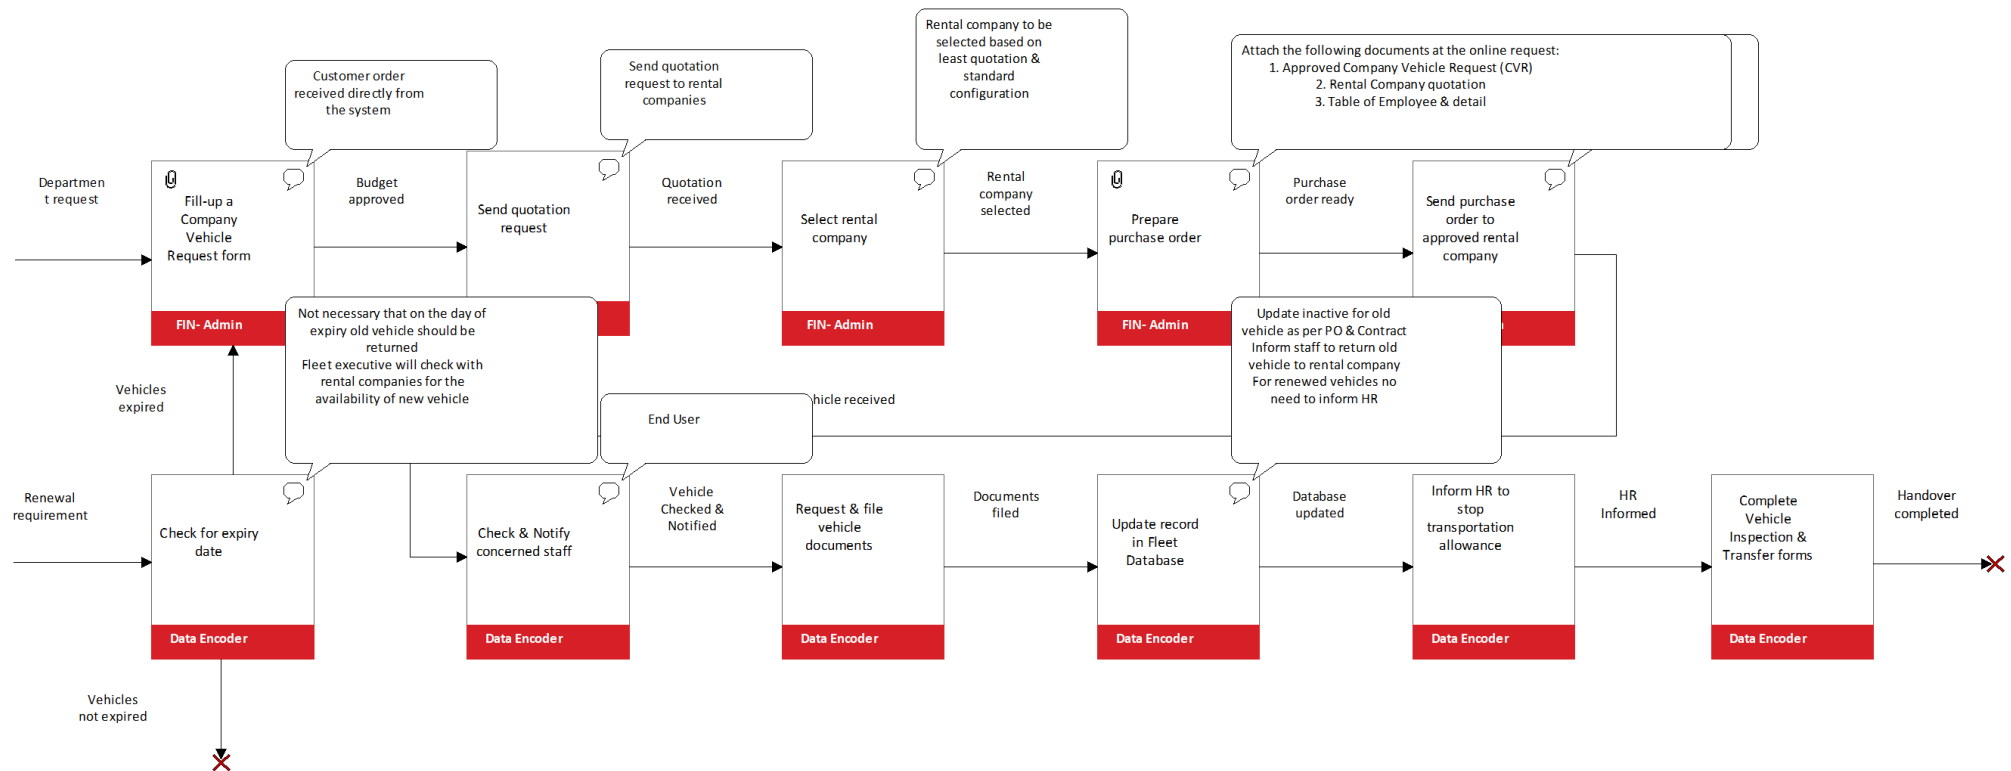 Rental company to be
selected based on
least quotation &
standard
configuration
Attach the following documents at the online request:
1. Approved Company Vehicle Request (CVR)
2. Rental Company quotation
3. Table of Employee & detail
Send quotation
request to rental
companies
Customer order
received directly from
the system
Departmen
t request
Fill-up a
Company
Vehicle
Request form
FIN- Admin
Budget
approved
Send quotation
request
Quotation
received
Select rental
company
FIN- Admin
Rental
company
selected
Prepare
purchase order
FIN- Admin
Purchase
order ready
Send purchase
order to
approved rental
company
Not necessary that on the day of
expiry old vehicle should be
returned
Fleet executive will check with
rental companies for the
availability of new vehicle
Update inactive for old
vehicle as per PO & Contract
Inform staff to return old
vehicle to rental company
For renewed vehicles no
need to inform HR
Vehicles
expired
End User
received
Renewal
requirement
Check for expiry
date
Data Encoder
Check & Notify
concerned staff
Data Encoder
Vehicle
Checked &
Notified
Request & file
vehicle
documents
Data Encoder
Documents
filed
Update record
in Fleet
Database
Data Encoder
Database
updated
Inform HR to
stop
transportation
allowance
Data Encoder
HR
Informed
Complete
Vehicle
Inspection &
Transfer forms
Data Encoder
Handover
completed
Vehicles
not expired